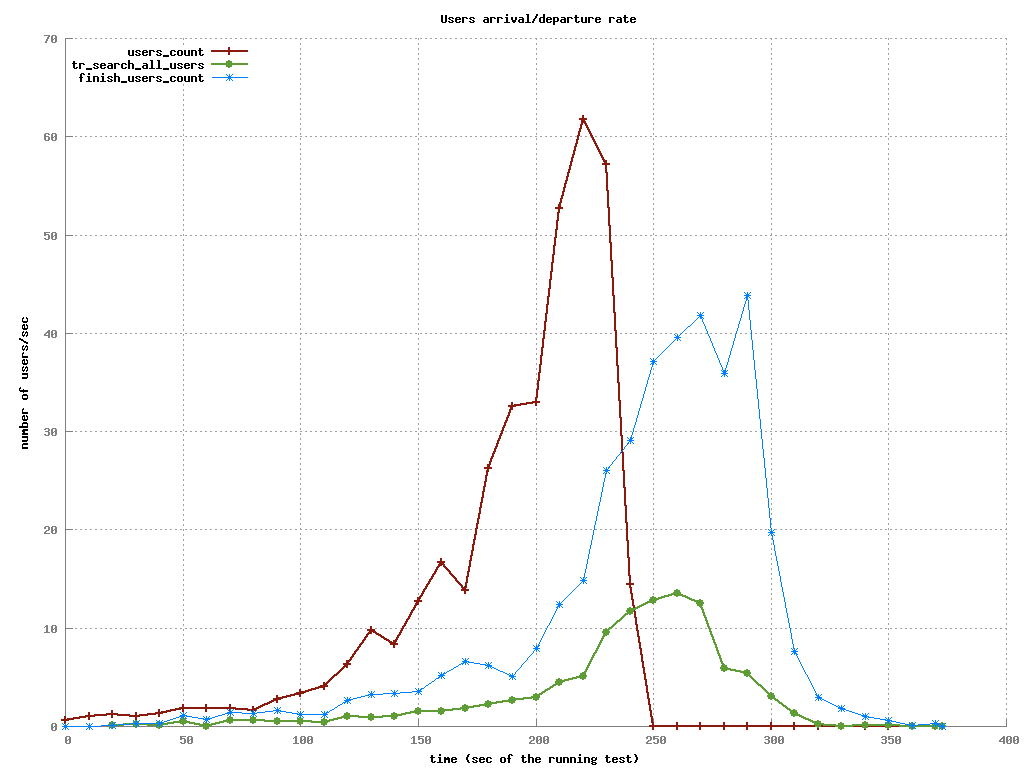 Users arrival/departure rate
users_count
tr_search_all_users
finish_users_count
number of users/sec
70
60
50
40
30
20
10
0
0 50 100 150 200 250 300 350 400
time (sec of the running test)